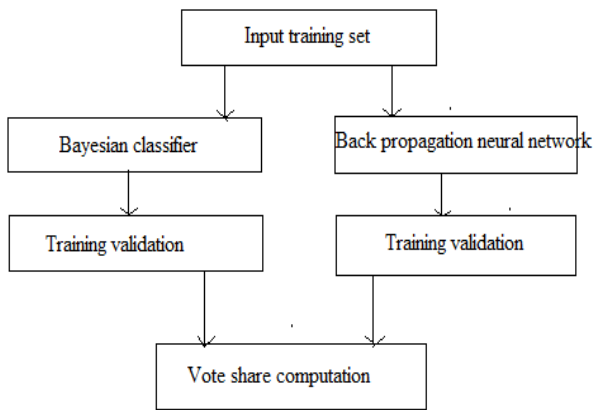 Input training set
Bayesian classifier
Back propagation neural network
Training validation
Training validation
Vote share computation